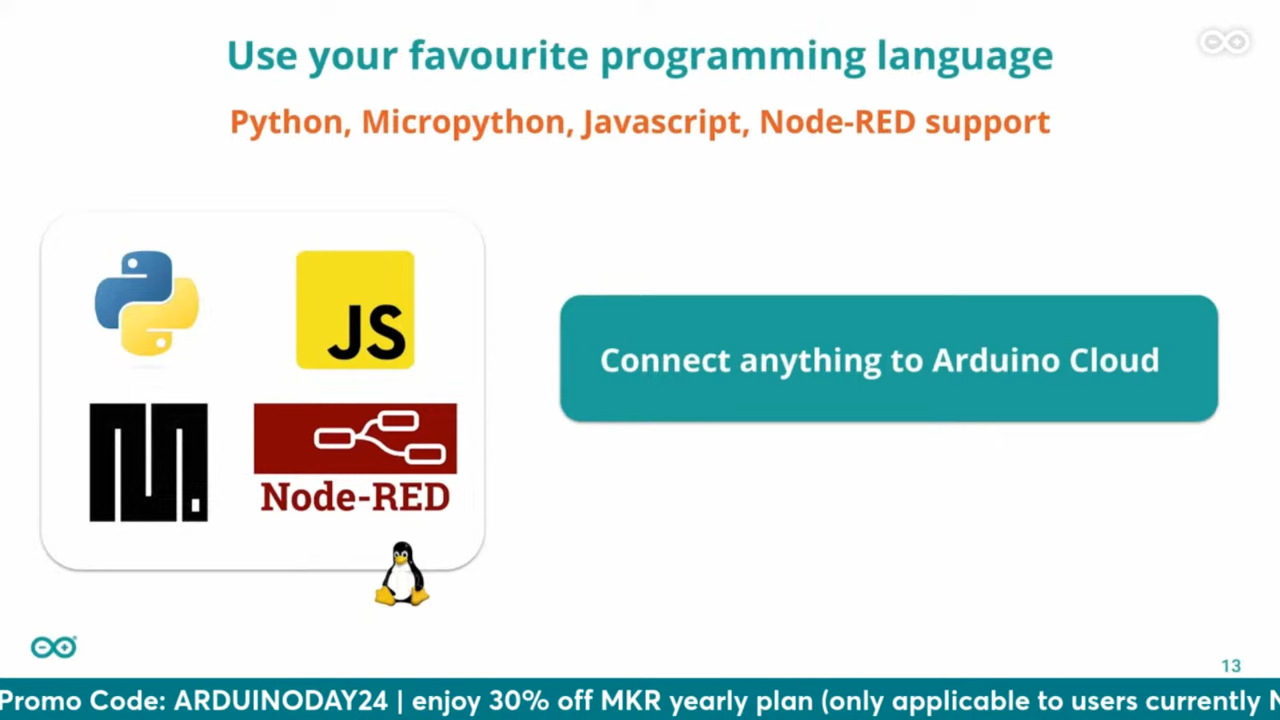 Use your favourite programming language
Python, Micropython, Javascript, Node-RED support
JS
Node-RED
Connect anything to Arduino Cloud
13
Promo Code: ARDUINODAY24 | enjoy 30% off MKR yearly plan (only applicable to users currently